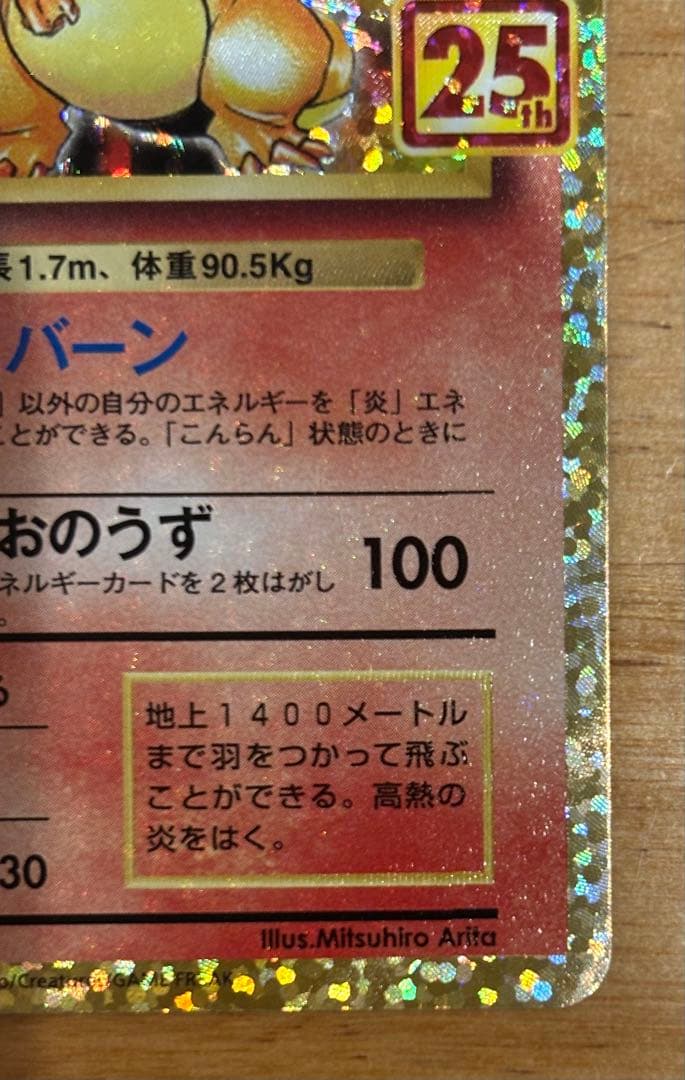 25th
長1.7m、体重90.5Kg
バーン
」以外の自分のエネルギーを「炎」エネ
ことができる。「こんらん」状態のときに
おのうず
100
ネルギーカードを2枚はがし
。
地上1400メートル
まで羽をつかって飛ぶ
ことができる。高熱の
炎をはく。
30
Illus.Mitsuhiro Arita
/Creatures/GAME FREAK